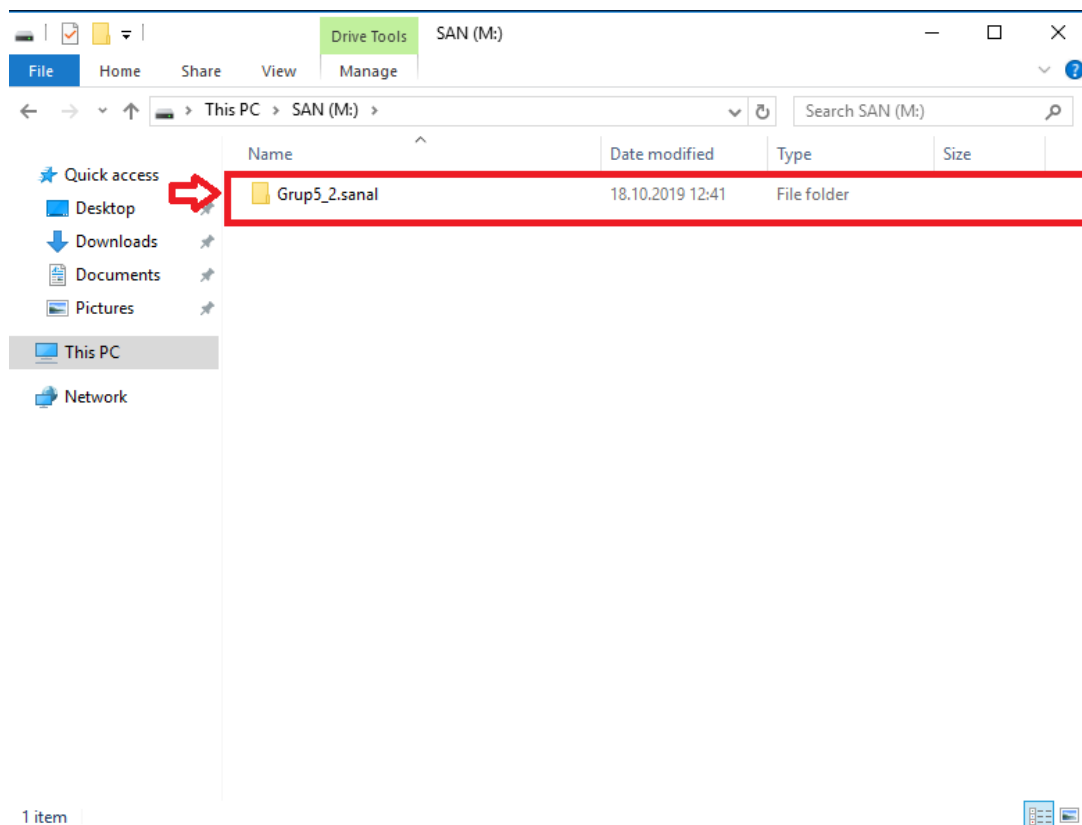 Drive Tools SAN (M:)
File Home Share View Manage ?
This PC SAN (M:) Search SAN (M:)
Name Date modified Type Size
Quick access
Grup5_2.sanal 18.10.2019 12:41 File folder
Desktop
Downloads
Documents
Pictures
This PC
Network
1 item